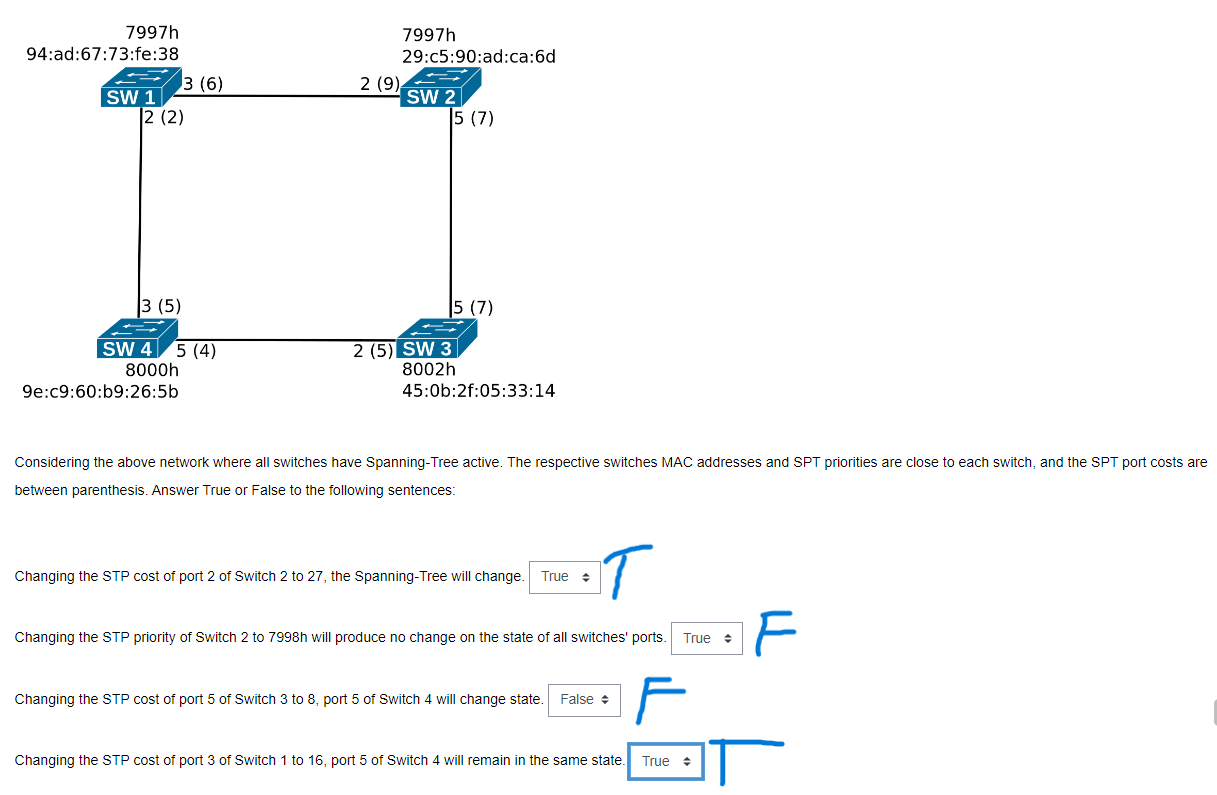 7997h 7997h
94:ad:67:73:fe:38 29:c5:90:ad:ca:6d
3 (6) 2 (9)
SW 1 SW 2
2 (2) 5 (7)
3 (5) 5 (7)
SW 4 5 (4) 2 (5) SW 3
8000h 8002h
9e:c9:60:b9:26:5b 45:0b:2f:05:33:14
Considering the above network where all switches have Spanning-Tree active. The respective switches MAC addresses and SPT priorities are close to each switch, and the SPT port costs are
between parenthesis. Answer True or False to the following sentences:
Changing the STP cost of port 2 of Switch 2 to 27, the Spanning-Tree will change. True T
Changing the STP priority of Switch 2 to 7998h will produce no change on the state of all switches' ports. True F
Changing the STP cost of port 5 of Switch 3 to 8, port 5 of Switch 4 will change state. False F
Changing the STP cost of port 3 of Switch 1 to 16, port 5 of Switch 4 will remain in the same state. True T